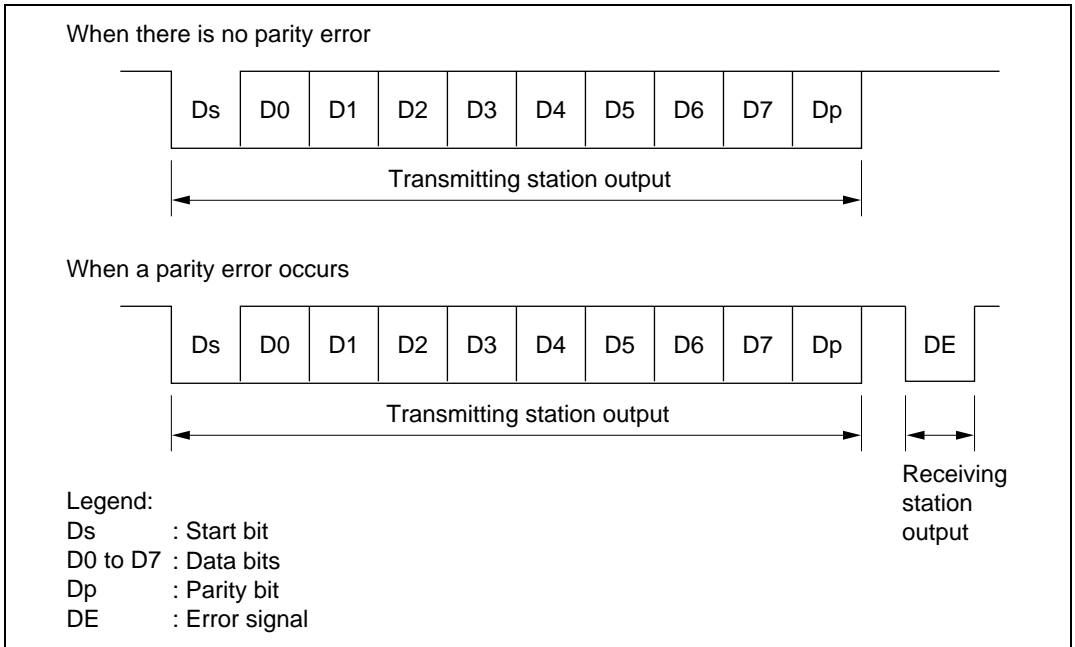 When there is no parity error
Ds D0 D1 D2 D3 D4 D5 D6 D7 Dp
Transmitting station output
When a parity error occurs
Ds D0 D1 D2 D3 D4 D5 D6 D7 Dp DE
Transmitting station output
Receiving
station
output
Legend:
Ds : Start bit
D0 to D7 : Data bits
Dp : Parity bit
DE : Error signal